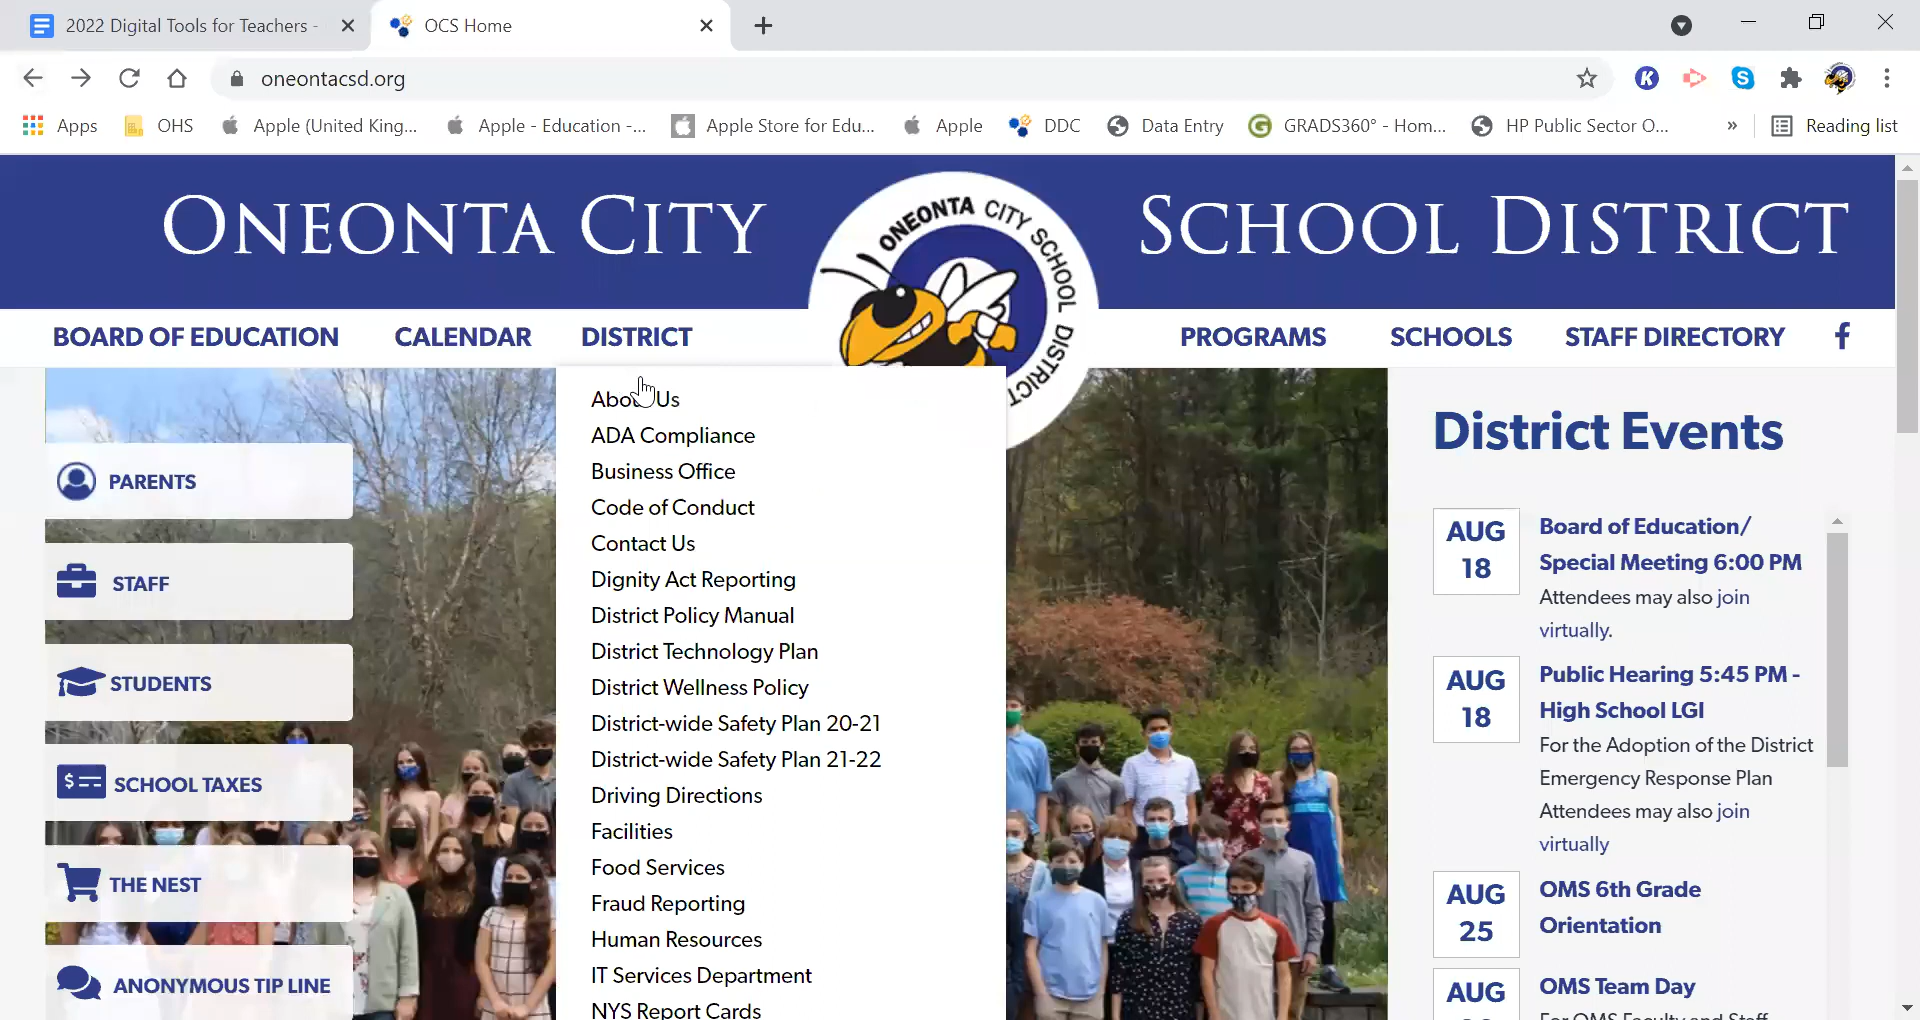 2022 Digital Tools for Teachers -
OCS Home
oneontacsd.org
Apps
OHS
Apple (United King...
Apple - Education -...
Apple Store for Edu...
Apple
DDC
Data Entry
GRADS360° - Hom...
HP Public Sector O...
»
Reading list
ONEONTA CITY
SCHOOL DISTRICT
ONEONTA CITY SCHOOL DISTRICT
BOARD OF EDUCATION
CALENDAR
DISTRICT
PROGRAMS
SCHOOLS
STAFF DIRECTORY
PARENTS
STAFF
STUDENTS
SCHOOL TAXES
THE NEST
ANONYMOUS TIP LINE
About Us
ADA Compliance
Business Office
Code of Conduct
Contact Us
Dignity Act Reporting
District Policy Manual
District Technology Plan
District Wellness Policy
District-wide Safety Plan 20-21
District-wide Safety Plan 21-22
Driving Directions
Facilities
Food Services
Fraud Reporting
Human Resources
IT Services Department
NYS Report Cards
District Events
AUG
18
Board of Education/
Special Meeting 6:00 PM
Attendees may also join
virtually.
AUG
18
Public Hearing 5:45 PM -
High School LGI
For the Adoption of the District
Emergency Response Plan
Attendees may also join
virtually
AUG
25
OMS 6th Grade
Orientation
AUG
OMS Team Day
For OMS Faculty and Staff